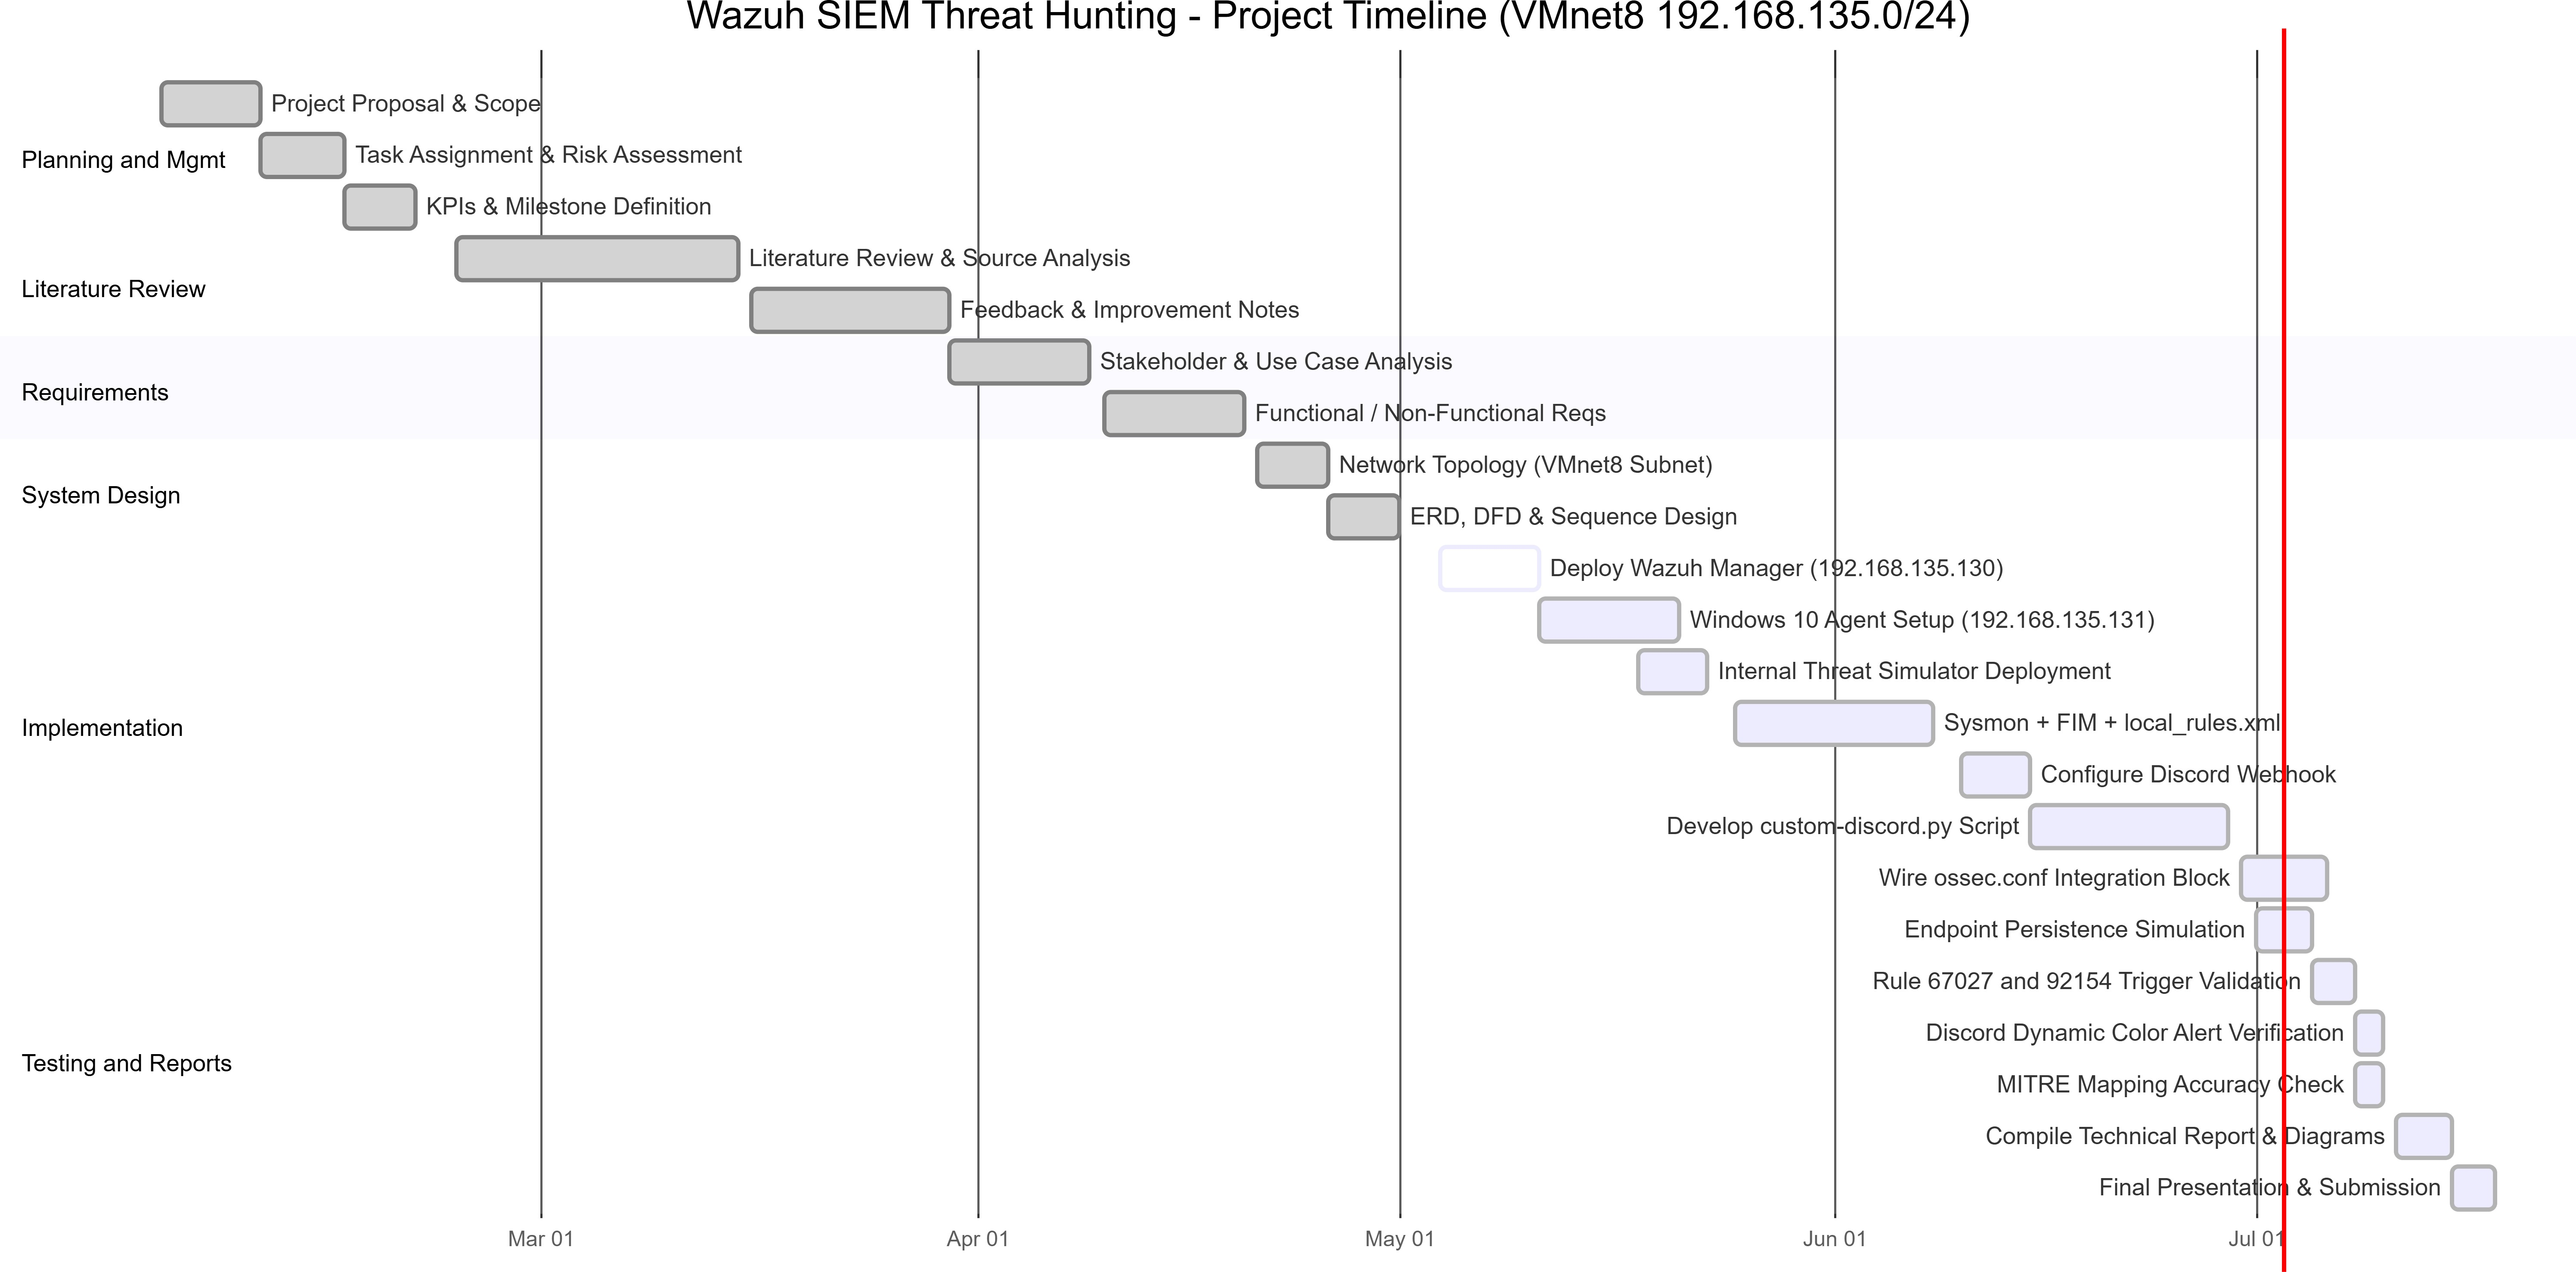 Wazuh SIEM Threat Hunting - Project Timeline (VMnet8 192.168.135.0/24)
Project Proposal & Scope
Planning and Mgmt
Task Assignment & Risk Assessment
KPIs & Milestone Definition
Literature Review & Source Analysis
Literature Review
Feedback & Improvement Notes
Stakeholder & Use Case Analysis
Requirements
Functional / Non-Functional Reqs
Network Topology (VMnet8 Subnet)
System Design
ERD, DFD & Sequence Design
Deploy Wazuh Manager (192.168.135.130)
Windows 10 Agent Setup (192.168.135.131)
Internal Threat Simulator Deployment
Implementation
Sysmon + FIM + local_rules.xml
Configure Discord Webhook
Develop custom-discord.py Script
Wire ossec.conf Integration Block
Endpoint Persistence Simulation
Rule 67027 and 92154 Trigger Validation
Discord Dynamic Color Alert Verification
Testing and Reports
MITRE Mapping Accuracy Check
Compile Technical Report & Diagrams
Final Presentation & Submission
Mar 01
Apr 01
May 01
Jun 01
Jul 01